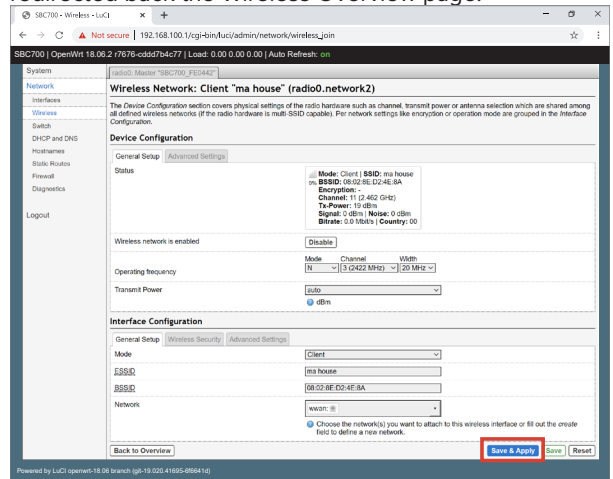 SBC700 - Wireless - LuCI
Not secure | 192.168.100.1/cgi-bin/luci/admin/network/wireless_join
SBC700 | OpenWrt 18.06.2 r7676-cddd7b4c77 | Load: 0.00 0.00 0.00 | Auto Refresh: on
System
Network
Interfaces
Wireless
Switch
DHCP and DNS
Hostnames
Static Routes
Firewall
Diagnostics
Logout
radio0: Master "SBC700_FE0442"
Wireless Network: Client "ma house" (radio0.network2)
The Device Configuration section covers physical settings of the radio hardware such as channel, transmit power or antenna selection which are shared among
all defined wireless networks (if the radio hardware is multi-SSID capable). Per network settings like encryption or operation mode are grouped in the Interface
Configuration.
Device Configuration
General Setup Advanced Settings
Status
Mode: Client | SSID: ma house
0% BSSID: 08:02:8E:D2:4E:8A
Encryption: -
Channel: 11 (2.462 GHz)
Tx-Power: 19 dBm
Signal: 0 dBm | Noise: 0 dBm
Bitrate: 0.0 Mbit/s | Country: 00
Wireless network is enabled
Disable
Mode Channel Width
Operating frequency
N 3 (2422 MHz) 20 MHz
Transmit Power
auto
dBm
Interface Configuration
General Setup Wireless Security Advanced Settings
Mode
Client
ESSID
ma house
BSSID
08:02:8E:D2:4E:8A
Network
wwan:
Choose the network(s) you want to attach to this wireless interface or fill out the create
field to define a new network.
Back to Overview
Save & Apply Save Reset
Powered by LuCI openwrt-18.06 branch (git-19.020.41695-6f6641d)